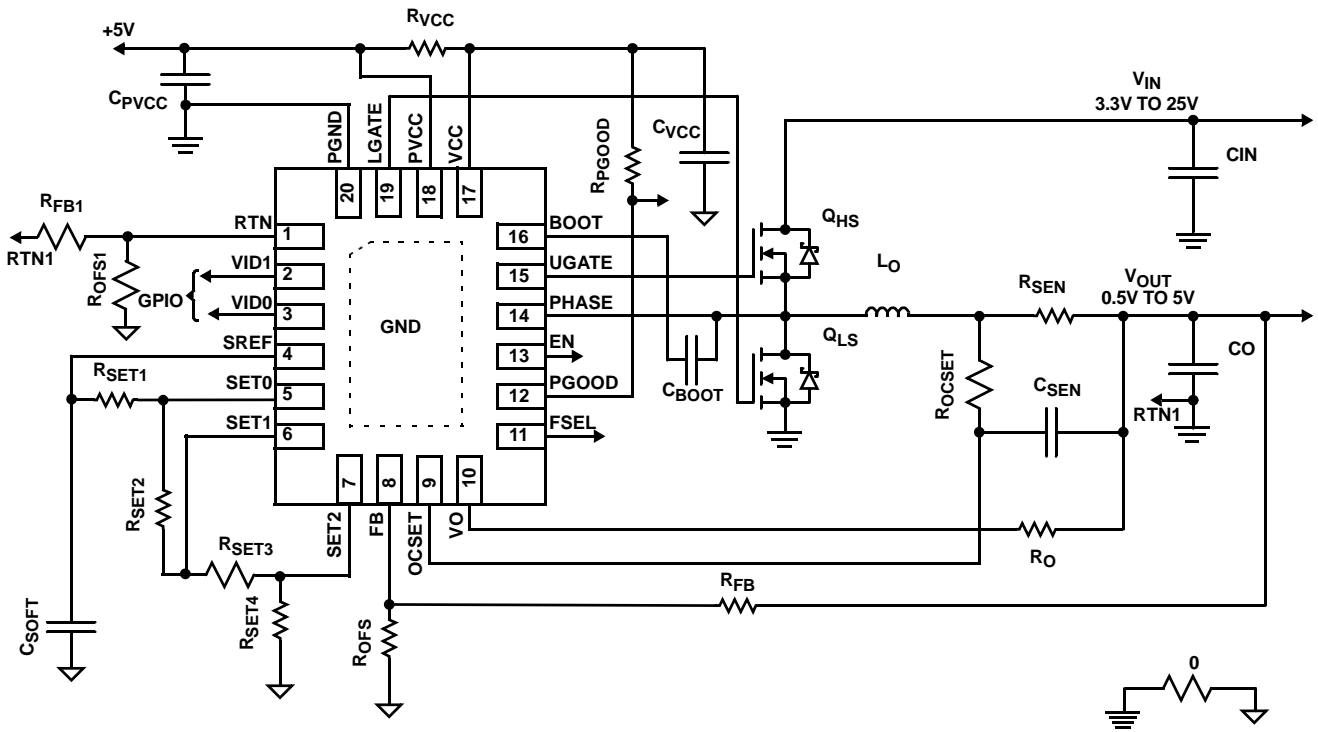 +5V
RVCC
CPVCC
PGND
LGATE
PVCC
VCC
20
19
18
17
RPGOOD
CVCC
VIN
3.3V TO 25V
CIN
RFB1
RTN1
ROFS1
RTN
1
VID1
2
VID0
3
GPIO
SREF
4
SET0
5
SET1
6
GND
16
BOOT
15
UGATE
14
PHASE
13
EN
12
PGOOD
11
FSEL
QHS
QLS
CBOOT
LO
RSEN
VOUT
0.5V TO 5V
ROCSET
CSEN
CO
RTN1
RSET1
RSET2
7
8
9
10
SET2
FB
OCSET
VO
RO
RSET3
RSET4
CSOFT
ROFS
RFB
0